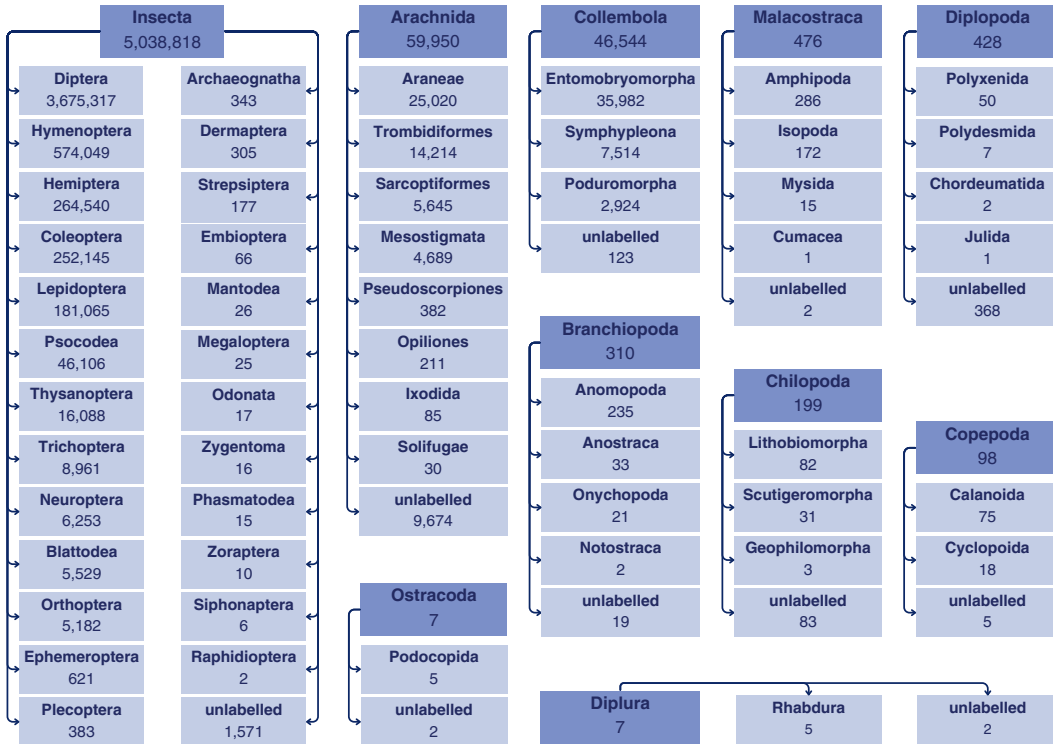 Insecta
5,038,818
Diptera
3,675,317
Hymenoptera
574,049
Hemiptera
264,540
Coleoptera
252,145
Lepidoptera
181,065
Psocodea
46,106
Thysanoptera
16,088
Trichoptera
8,961
Neuroptera
6,253
Blattodea
5,529
Orthoptera
5,182
Ephemeroptera
621
Plecoptera
383
Archaeognatha
343
Dermaptera
305
Strepsiptera
177
Embioptera
66
Mantodea
26
Megaloptera
25
Odonata
17
Zygentoma
16
Phasmatodea
15
Zoraptera
10
Siphonaptera
6
Raphidioptera
2
unlabelled
1,571
Arachnida
59,950
Araneae
25,020
Trombidiformes
14,214
Sarcoptiformes
5,645
Mesostigmata
4,689
Pseudoscorpiones
382
Opiliones
211
Ixodida
85
Solifugae
30
unlabelled
9,674
Ostracoda
7
Podocopida
5
unlabelled
2
Collembola
46,544
Entomobryomorpha
35,982
Symphypleona
7,514
Poduromorpha
2,924
unlabelled
123
Branchiopoda
310
Anomopoda
235
Anostraca
33
Onychopoda
21
Notostraca
2
unlabelled
19
Malacostraca
476
Amphipoda
286
Isopoda
172
Mysida
15
Cumacea
1
unlabelled
2
Chilopoda
199
Lithobiomorpha
82
Scutigeromorpha
31
Geophilomorpha
3
unlabelled
83
Diplopoda
428
Polyxenida
50
Polydesmida
7
Chordeumatida
2
Julida
1
unlabelled
368
Copepoda
98
Calanoida
75
Cyclopoida
18
unlabelled
5
Diplura
7
Rhabdura
5
unlabelled
2